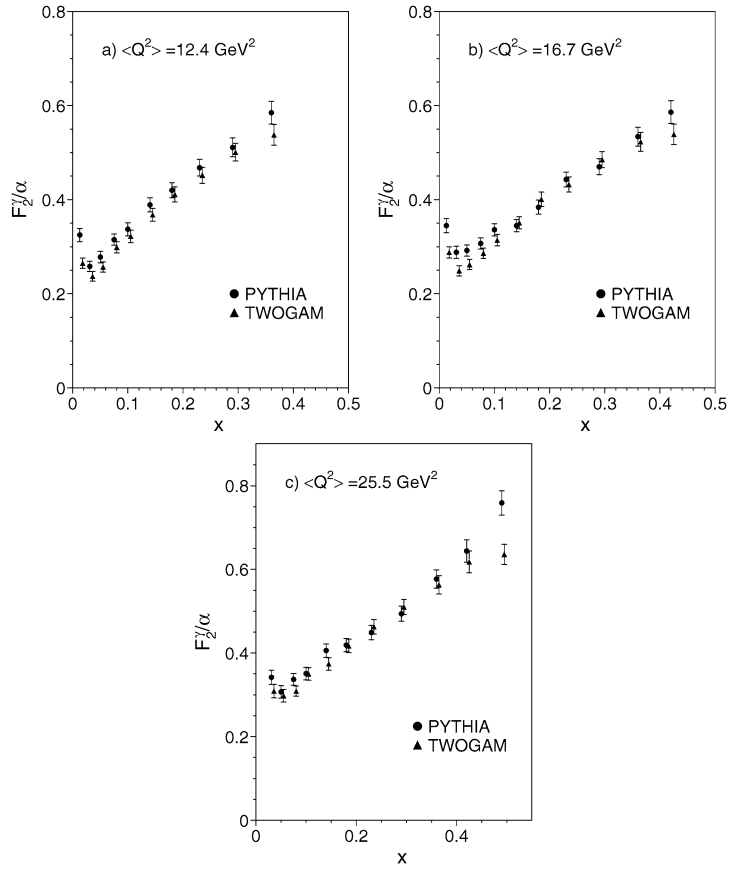 a) <Q²> =12.4 GeV²
F₂^γ/α
0.8
0.6
0.4
0.2
0
PYTHIA
TWOGAM
0 0.1 0.2 0.3 0.4 0.5
x
b) <Q²> =16.7 GeV²
F₂^γ/α
0.8
0.6
0.4
0.2
0
PYTHIA
TWOGAM
0 0.1 0.2 0.3 0.4 0.5
x
c) <Q²> =25.5 GeV²
F₂^γ/α
0.8
0.6
0.4
0.2
0
PYTHIA
TWOGAM
0 0.2 0.4
x